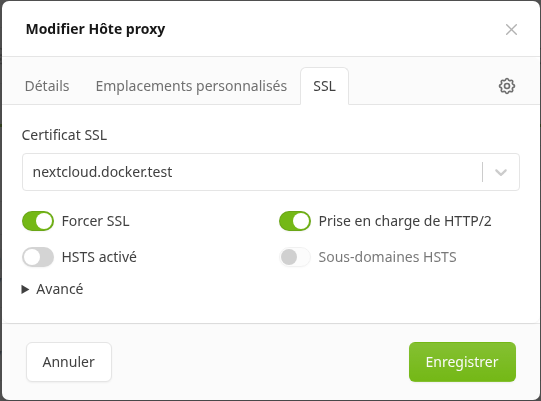 Modifier Hôte proxy
Détails Emplacements personnalisés SSL
Certificat SSL
nextcloud.docker.test
Forcer SSL Prise en charge de HTTP/2
HSTS activé Sous-domaines HSTS
Avancé
Annuler Enregistrer